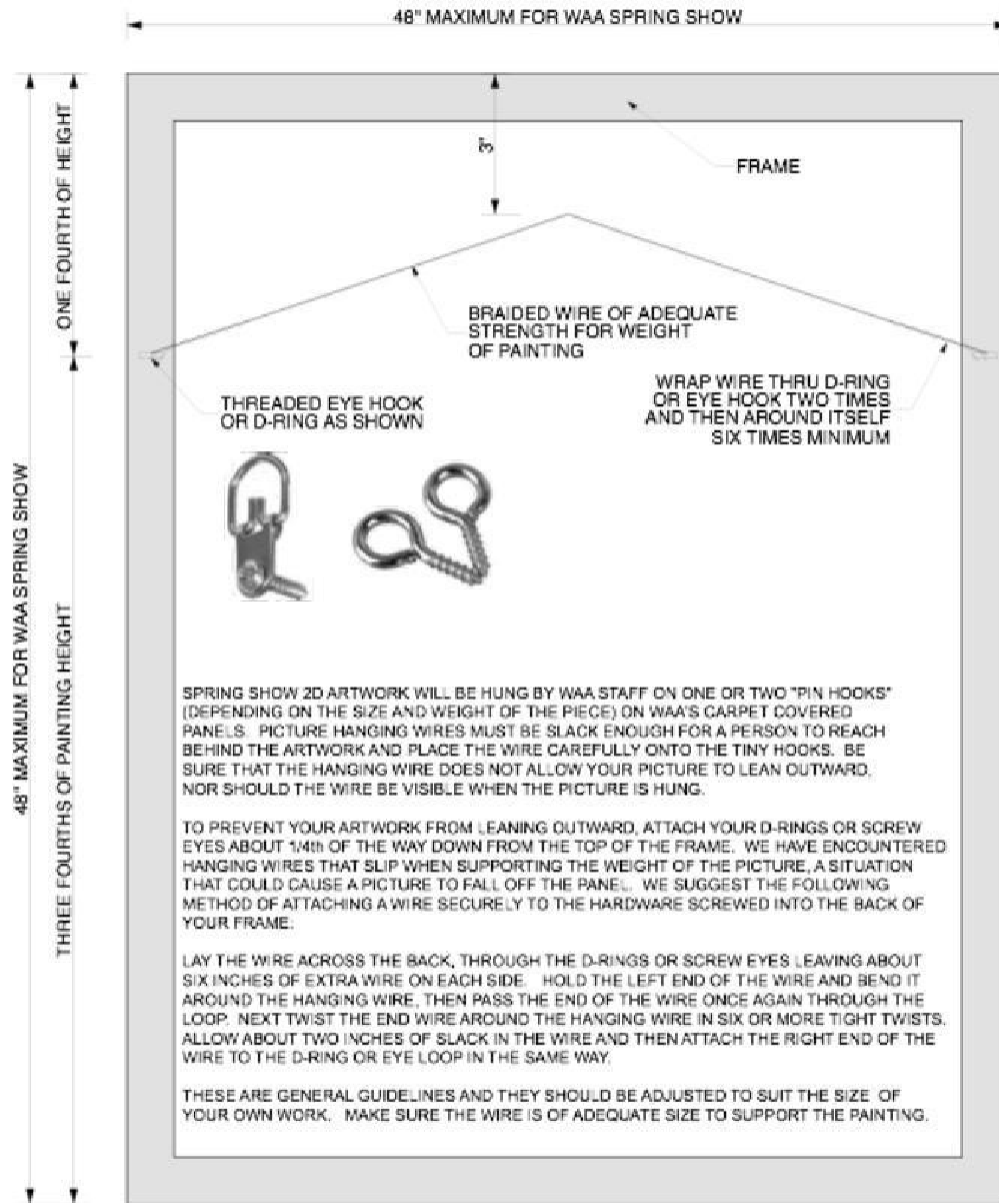 48" MAXIMUM FOR WAA SPRING SHOW
48" MAXIMUM FOR WAA SPRING SHOW
ONE FOURTH OF HEIGHT
THREE FOURTHS OF PAINTING HEIGHT
3"
FRAME
BRAIDED WIRE OF ADEQUATE
STRENGTH FOR WEIGHT
OF PAINTING
THREADED EYE HOOK
OR D-RING AS SHOWN
WRAP WIRE THRU D-RING
OR EYE HOOK TWO TIMES
AND THEN AROUND ITSELF
SIX TIMES MINIMUM
SPRING SHOW 2D ARTWORK WILL BE HUNG BY WAA STAFF ON ONE OR TWO "PIN HOOKS"
(DEPENDING ON THE SIZE AND WEIGHT OF THE PIECE) ON WAA'S CARPET COVERED
PANELS. PICTURE HANGING WIRES MUST BE SLACK ENOUGH FOR A PERSON TO REACH
BEHIND THE ARTWORK AND PLACE THE WIRE CAREFULLY ONTO THE TINY HOOKS. BE
SURE THAT THE HANGING WIRE DOES NOT ALLOW YOUR PICTURE TO LEAN OUTWARD,
NOR SHOULD THE WIRE BE VISIBLE WHEN THE PICTURE IS HUNG.
TO PREVENT YOUR ARTWORK FROM LEANING OUTWARD, ATTACH YOUR D-RINGS OR SCREW
EYES ABOUT 1/4th OF THE WAY DOWN FROM THE TOP OF THE FRAME. WE HAVE ENCOUNTERED
HANGING WIRES THAT SLIP WHEN SUPPORTING THE WEIGHT OF THE PICTURE, A SITUATION
THAT COULD CAUSE A PICTURE TO FALL OFF THE PANEL. WE SUGGEST THE FOLLOWING
METHOD OF ATTACHING A WIRE SECURELY TO THE HARDWARE SCREWED INTO THE BACK OF
YOUR FRAME:
LAY THE WIRE ACROSS THE BACK, THROUGH THE D-RINGS OR SCREW EYES LEAVING ABOUT
SIX INCHES OF EXTRA WIRE ON EACH SIDE. HOLD THE LEFT END OF THE WIRE AND BEND IT
AROUND THE HANGING WIRE, THEN PASS THE END OF THE WIRE ONCE AGAIN THROUGH THE
LOOP. NEXT TWIST THE END WIRE AROUND THE HANGING WIRE IN SIX OR MORE TIGHT TWISTS.
ALLOW ABOUT TWO INCHES OF SLACK IN THE WIRE AND THEN ATTACH THE RIGHT END OF THE
WIRE TO THE D-RING OR EYE LOOP IN THE SAME WAY.
THESE ARE GENERAL GUIDELINES AND THEY SHOULD BE ADJUSTED TO SUIT THE SIZE OF
YOUR OWN WORK. MAKE SURE THE WIRE IS OF ADEQUATE SIZE TO SUPPORT THE PAINTING.